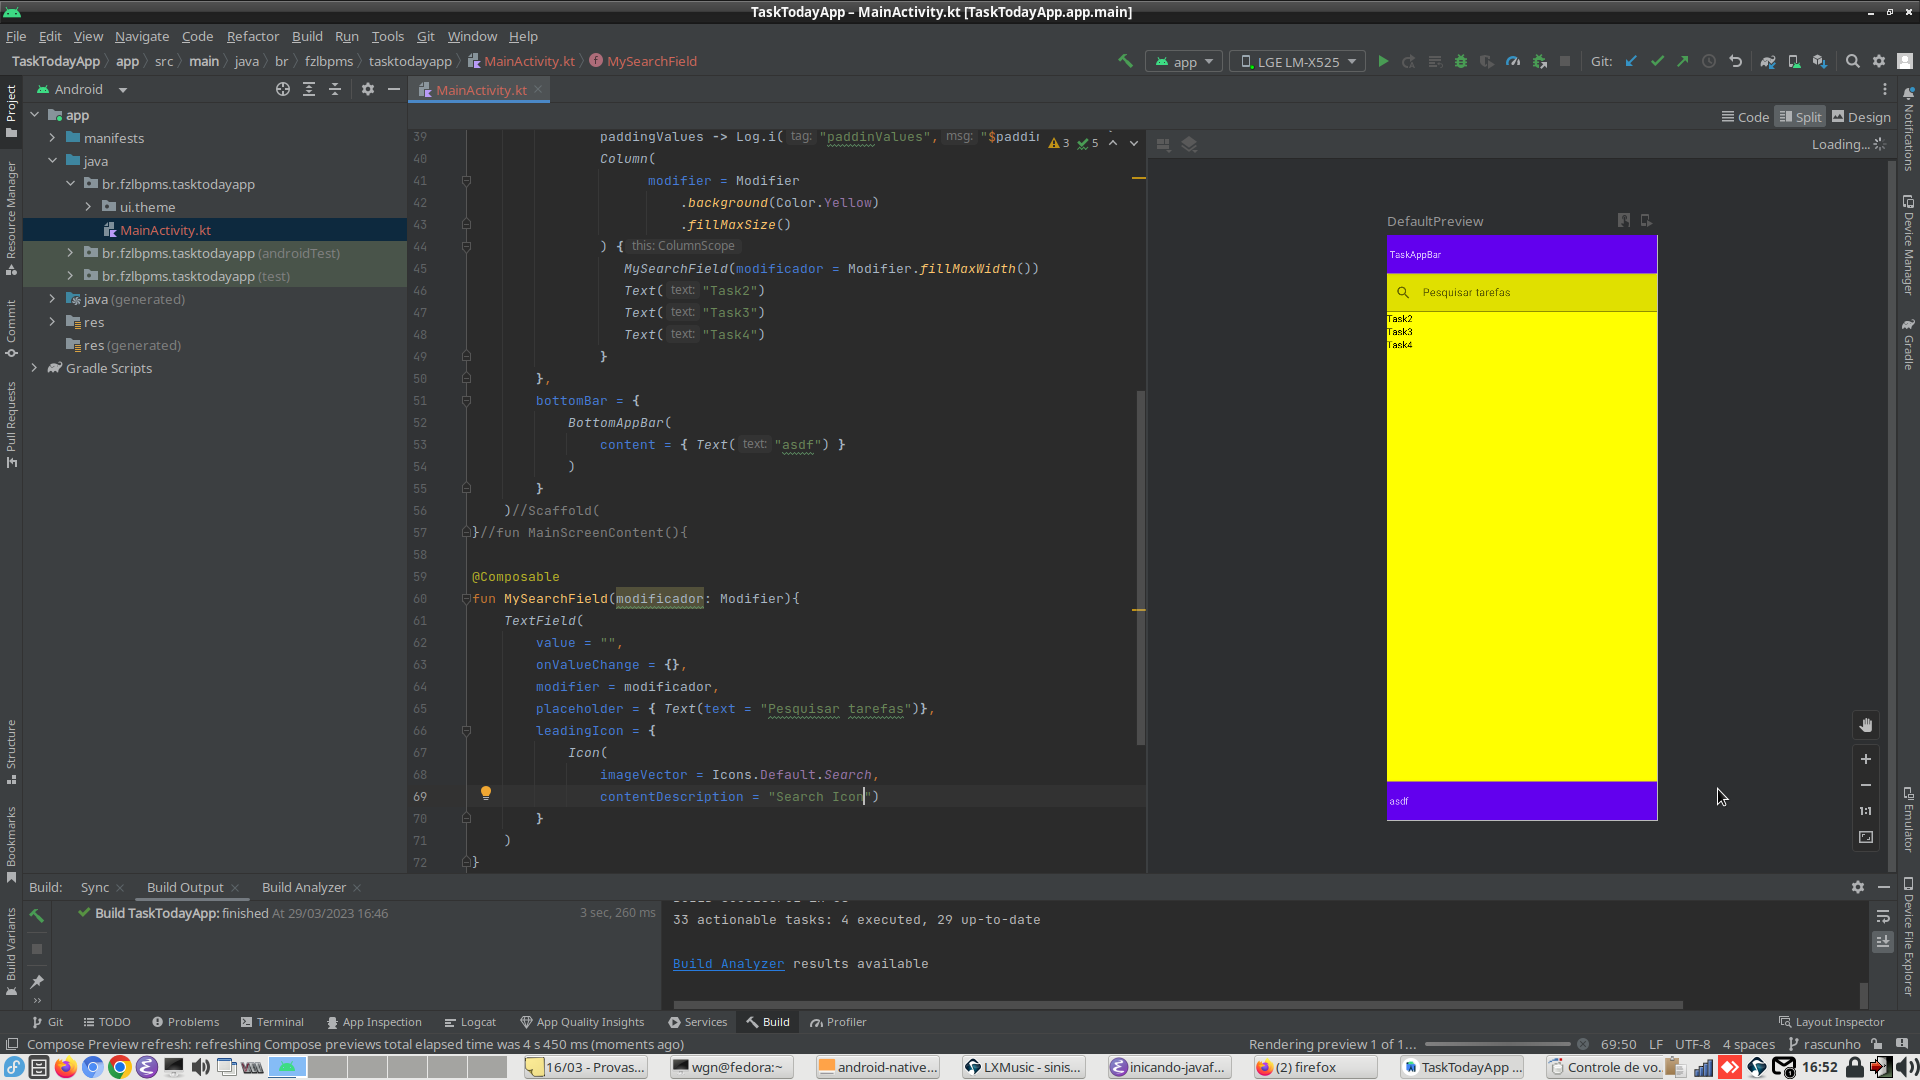 TaskTodayApp – MainActivity.kt [TaskTodayApp.app.main]
File Edit View Navigate Code Refactor Build Run Tools Git Window Help
TaskTodayApp app src main java br fzlbpms tasktodayapp MainActivity.kt MySearchField app LGE LM-X525 Git:
Android
MainActivity.kt
Code Split Design
Project
Resource Manager
Commit
Pull Requests
Structure
Bookmarks
Build Variants
app
manifests
java
br.fzlbpms.tasktodayapp
ui.theme
MainActivity.kt
br.fzlbpms.tasktodayapp (androidTest)
br.fzlbpms.tasktodayapp (test)
java (generated)
res
res (generated)
Gradle Scripts
39 paddingValues -> Log.i( tag: "paddinValues", msg: "$paddin
3 5
40 Column(
41 modifier = Modifier
42 .background(Color.Yellow)
43 .fillMaxSize()
44 ) { this: ColumnScope
45 MySearchField(modificador = Modifier.fillMaxWidth())
46 Text( text: "Task2")
47 Text( text: "Task3")
48 Text( text: "Task4")
49 }
50 },
51 bottomBar = {
52 BottomAppBar(
53 content = { Text( text: "asdf") }
54 )
55 }
56 )//Scaffold(
57 }//fun MainScreenContent(){
58
59 @Composable
60 fun MySearchField(modificador: Modifier){
61 TextField(
62 value = "",
63 onValueChange = {},
64 modifier = modificador,
65 placeholder = { Text(text = "Pesquisar tarefas")},
66 leadingIcon = {
67 Icon(
68 imageVector = Icons.Default.Search,
69 contentDescription = "Search Icon")
70 }
71 )
72 }
Loading...
DefaultPreview
TaskAppBar
Pesquisar tarefas
Task2
Task3
Task4
asdf
1:1
Notifications
Device Manager
Gradle
Emulator
Device File Explorer
Build: Sync Build Output Build Analyzer
Build TaskTodayApp: finished At 29/03/2023 16:46 3 sec, 260 ms
33 actionable tasks: 4 executed, 29 up-to-date
Build Analyzer results available
Git TODO Problems Terminal App Inspection Logcat App Quality Insights Services Build Profiler Layout Inspector
Compose Preview refresh: refreshing Compose previews total elapsed time was 4 s 450 ms (moments ago) Rendering preview 1 of 1... 69:50 LF UTF-8 4 spaces rascunho
16/03 - Provas... wgn@fedora:~ android-native... LXMusic - sinis... inicando-javaf... (2) firefox TaskTodayApp ... Controle de vo... 16:52